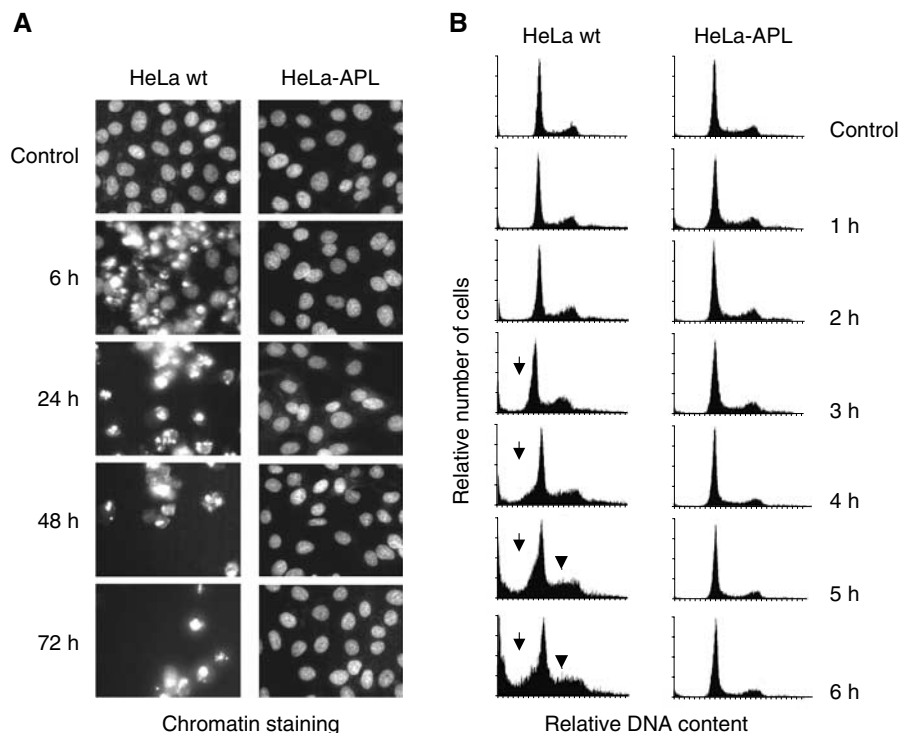 A
HeLa wt HeLa-APL
Control
6 h
24 h
48 h
72 h
Chromatin staining
B
HeLa wt HeLa-APL
Relative number of cells
Control
1 h
2 h
3 h
4 h
5 h
6 h
Relative DNA content